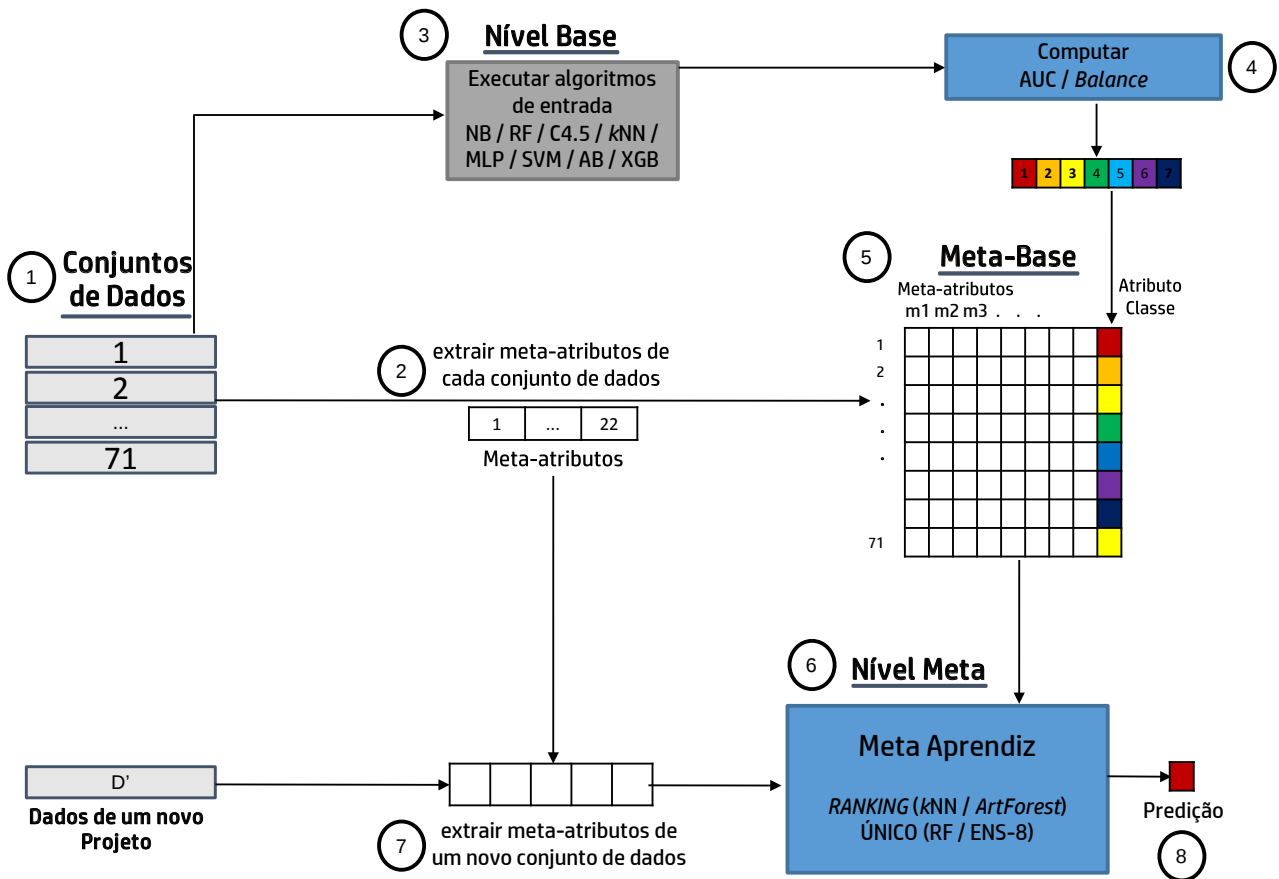 3
Nível Base
Executar algoritmos
de entrada
NB / RF / C4.5 / kNN /
MLP / SVM / AB / XGB
Computar
AUC / Balance
4
1 2 3 4 5 6 7
1
Conjuntos
de Dados
1
2
...
71
2
extrair meta-atributos de
cada conjunto de dados
1 ... 22
Meta-atributos
5
Meta-Base
Meta-atributos
m1 m2 m3 . . .
Atributo
Classe
1
2
.
.
.
71
6
Nível Meta
Meta Aprendiz
RANKING (kNN / ArtForest)
ÚNICO (RF / ENS-8)
D’
Dados de um novo
Projeto
7
extrair meta-atributos de
um novo conjunto de dados
Predição
8